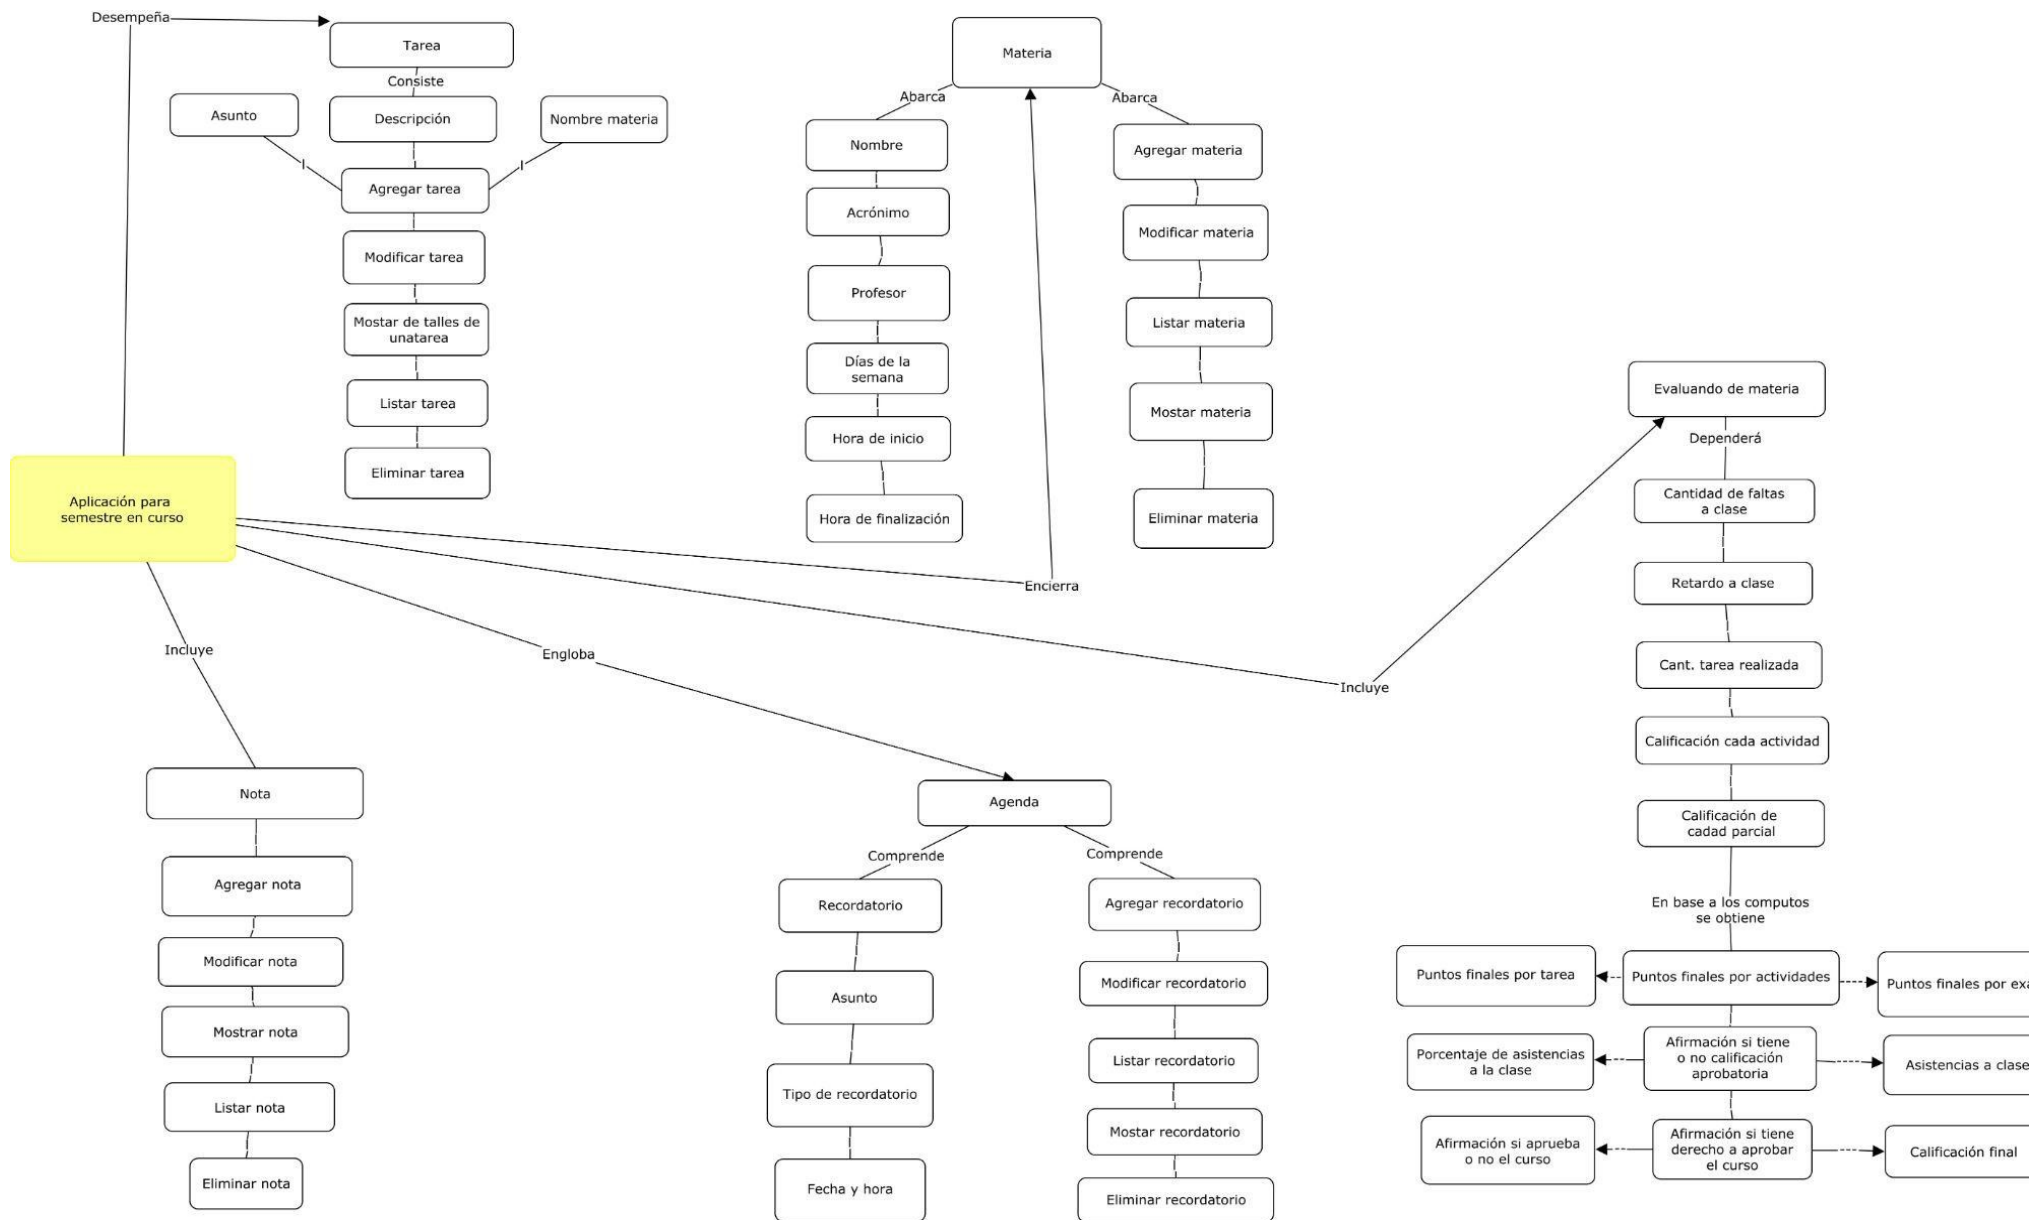 Desempeña
Tarea
Consiste
Asunto
Descripción
Nombre materia
Agregar tarea
Modificar tarea
Mostar de talles de
unatarea
Listar tarea
Eliminar tarea
Materia
Abarca
Abarca
Nombre
Acrónimo
Profesor
Días de la
semana
Hora de inicio
Hora de finalización
Agregar materia
Modificar materia
Listar materia
Mostar materia
Eliminar materia
Aplicación para
semestre en curso
Encierra
Incluye
Engloba
Incluye
Evaluando de materia
Dependerá
Cantidad de faltas
a clase
Retardo a clase
Cant. tarea realizada
Calificación cada actividad
Calificación de
cadad parcial
En base a los computos
se obtiene
Puntos finales por tarea
Puntos finales por actividades
Puntos finales por exa
Porcentaje de asistencias
a la clase
Afirmación si tiene
o no calificación
aprobatoria
Asistencias a clase
Afirmación si aprueba
o no el curso
Afirmación si tiene
derecho a aprobar
el curso
Calificación final
Nota
Agregar nota
Modificar nota
Mostrar nota
Listar nota
Eliminar nota
Agenda
Comprende
Comprende
Recordatorio
Asunto
Tipo de recordatorio
Fecha y hora
Agregar recordatorio
Modificar recordatorio
Listar recordatorio
Mostar recordatorio
Eliminar recordatorio